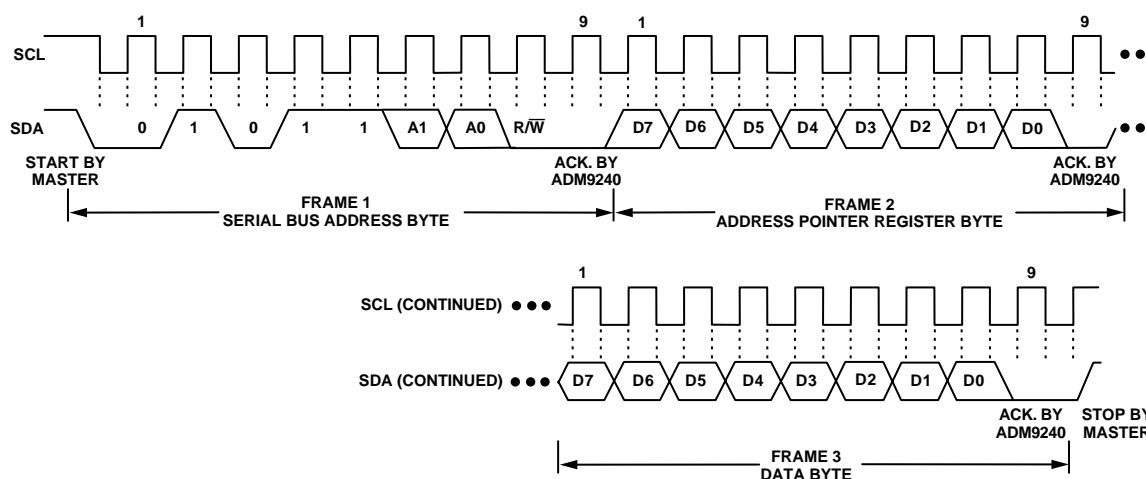 1 9 1 9
SCL
SDA 0 1 0 1 1 A1 A0 R/W̅ D7 D6 D5 D4 D3 D2 D1 D0
START BY
MASTER
ACK. BY
ADM9240
ACK. BY
ADM9240
FRAME 1
SERIAL BUS ADDRESS BYTE
FRAME 2
ADDRESS POINTER REGISTER BYTE
1 9
SCL (CONTINUED)
SDA (CONTINUED) D7 D6 D5 D4 D3 D2 D1 D0
ACK. BY
ADM9240
STOP BY
MASTER
FRAME 3
DATA BYTE